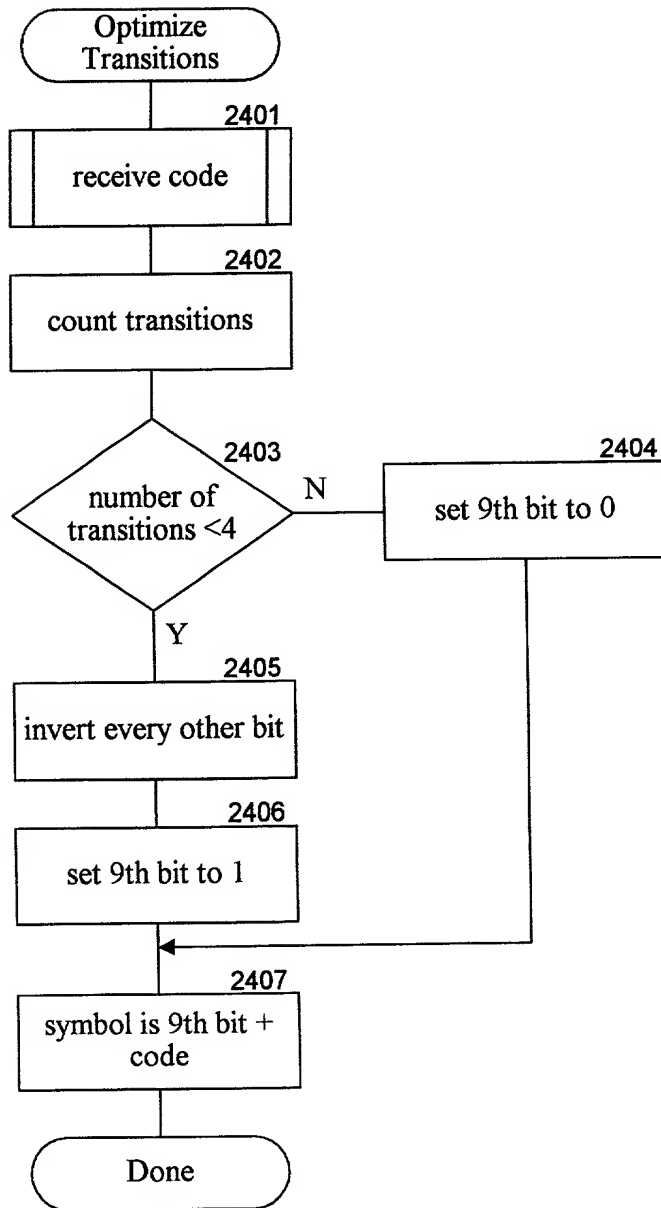 Optimize
Transitions
2401
receive code
2402
count transitions
2403
number of
transitions <4
N
2404
set 9th bit to 0
Y
2405
invert every other bit
2406
set 9th bit to 1
2407
symbol is 9th bit +
code
Done